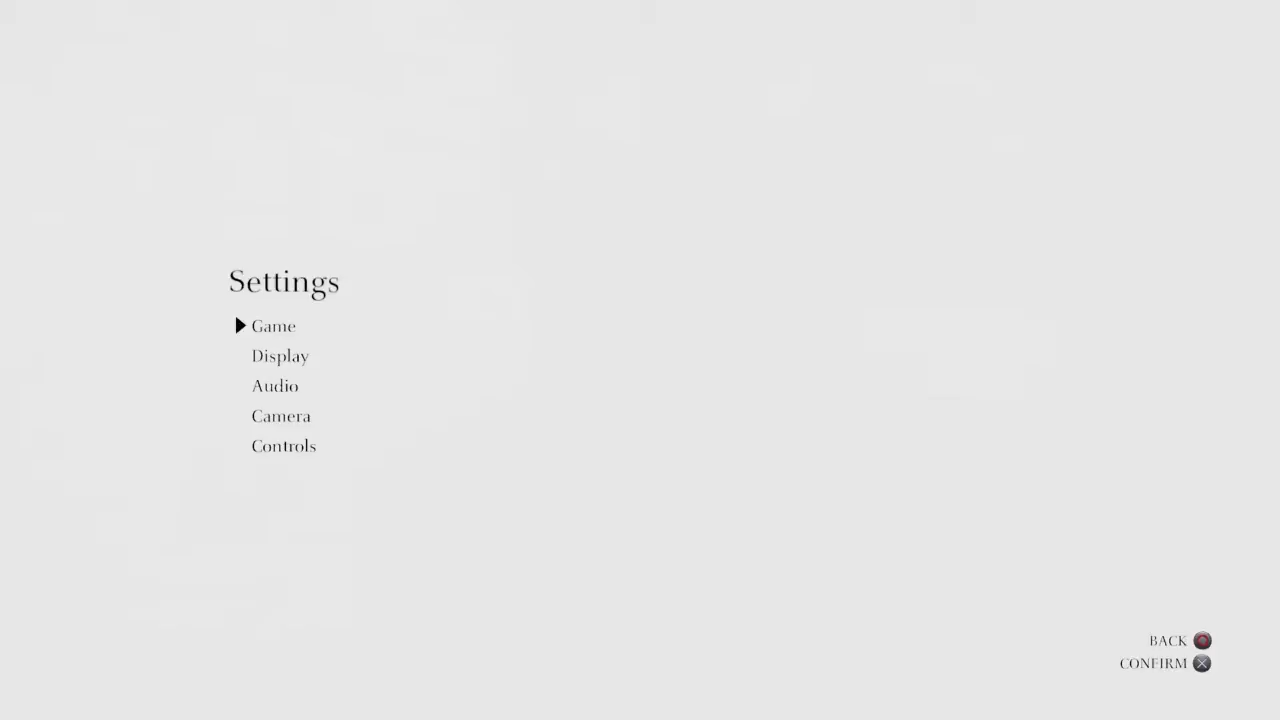 Settings
Game
Display
Audio
Camera
Controls
BACK
CONFIRM